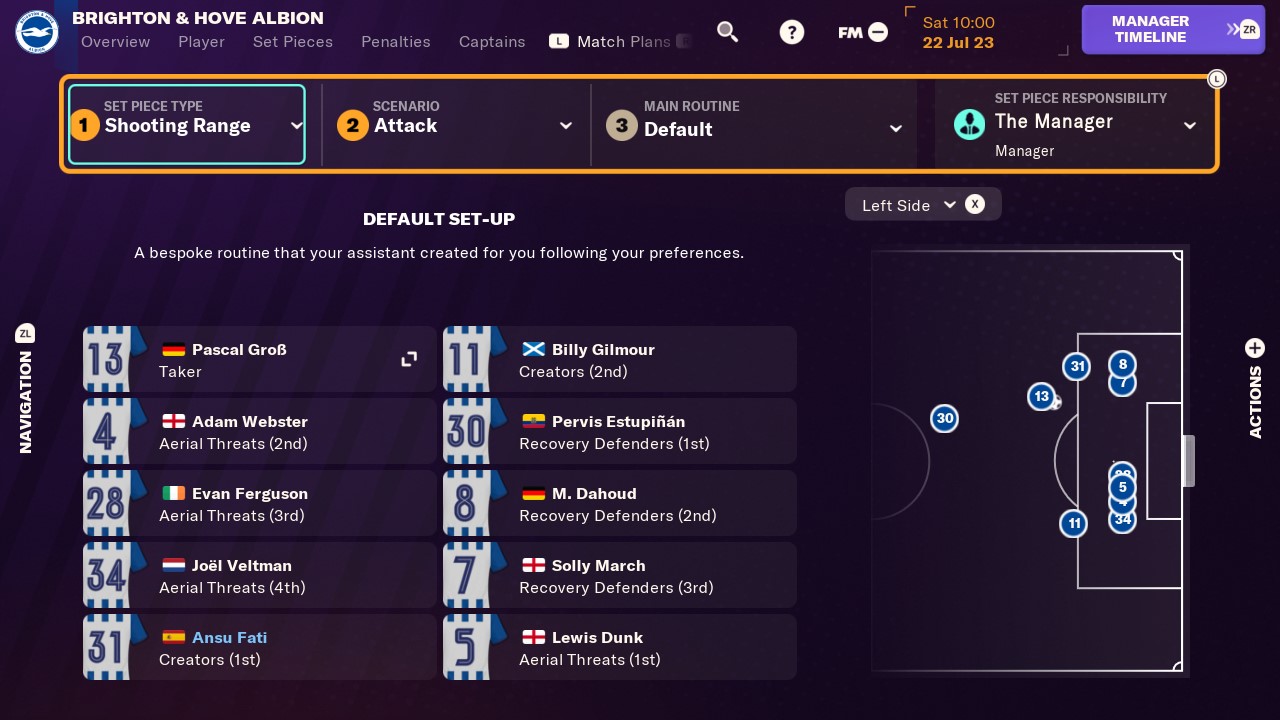 BRIGHTON & HOVE ALBION
Overview Player Set Pieces Penalties Captains L Match Plans
?
FM
Sat 10:00
22 Jul 23
MANAGER TIMELINE
ZR
L
SET PIECE TYPE
1 Shooting Range
SCENARIO
2 Attack
MAIN ROUTINE
3 Default
SET PIECE RESPONSIBILITY
The Manager
Manager
Left Side X
DEFAULT SET-UP
A bespoke routine that your assistant created for you following your preferences.
ZL
NAVIGATION
13 Pascal Groß
Taker
11 Billy Gilmour
Creators (2nd)
4 Adam Webster
Aerial Threats (2nd)
30 Pervis Estupiñán
Recovery Defenders (1st)
28 Evan Ferguson
Aerial Threats (3rd)
8 M. Dahoud
Recovery Defenders (2nd)
34 Joël Veltman
Aerial Threats (4th)
7 Solly March
Recovery Defenders (3rd)
31 Ansu Fati
Creators (1st)
5 Lewis Dunk
Aerial Threats (1st)
31
8
7
13
30
5
11
34
ACTIONS